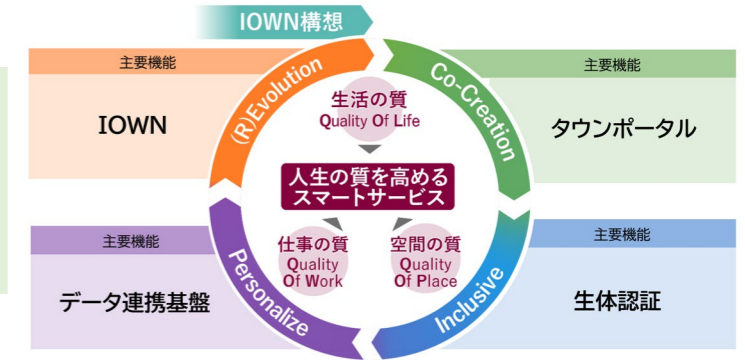 IOWN構想
主要機能
IOWN
(R)Evolution
Co-Creation
主要機能
タウンポータル
生活の質
Quality Of Life
人生の質を高める
スマートサービス
仕事の質
Quality
Of Work
空間の質
Quality
Of Place
主要機能
データ連携基盤
Personalize
Inclusive
主要機能
生体認証